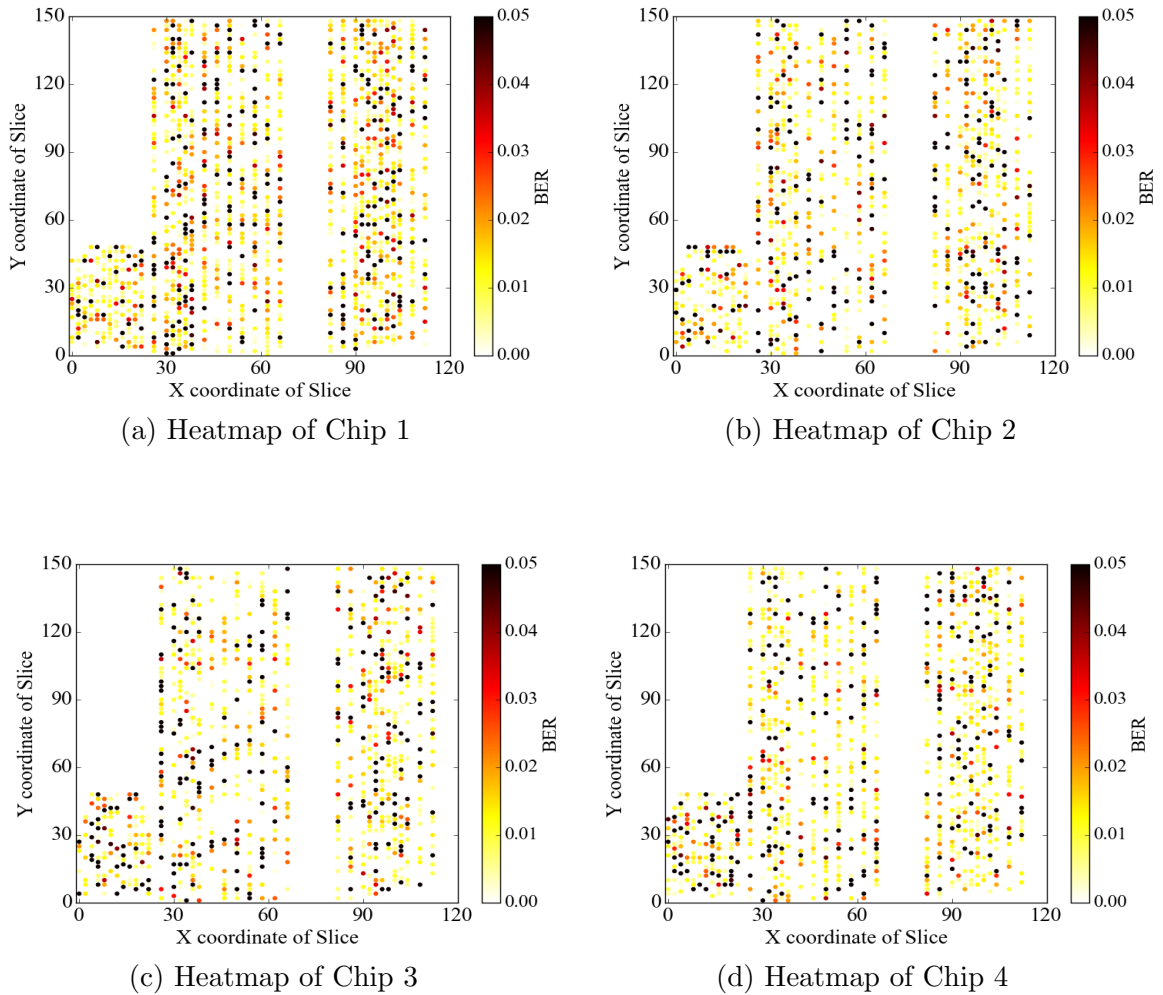 150
120
90
60
30
0
Y coordinate of Slice
0 30 60 90 120
X coordinate of Slice
0.05
0.04
0.03
0.02
0.01
0.00
BER
(a) Heatmap of Chip 1
150
120
90
60
30
0
Y coordinate of Slice
0 30 60 90 120
X coordinate of Slice
0.05
0.04
0.03
0.02
0.01
0.00
BER
(b) Heatmap of Chip 2
150
120
90
60
30
0
Y coordinate of Slice
0 30 60 90 120
X coordinate of Slice
0.05
0.04
0.03
0.02
0.01
0.00
BER
(c) Heatmap of Chip 3
150
120
90
60
30
0
Y coordinate of Slice
0 30 60 90 120
X coordinate of Slice
0.05
0.04
0.03
0.02
0.01
0.00
BER
(d) Heatmap of Chip 4